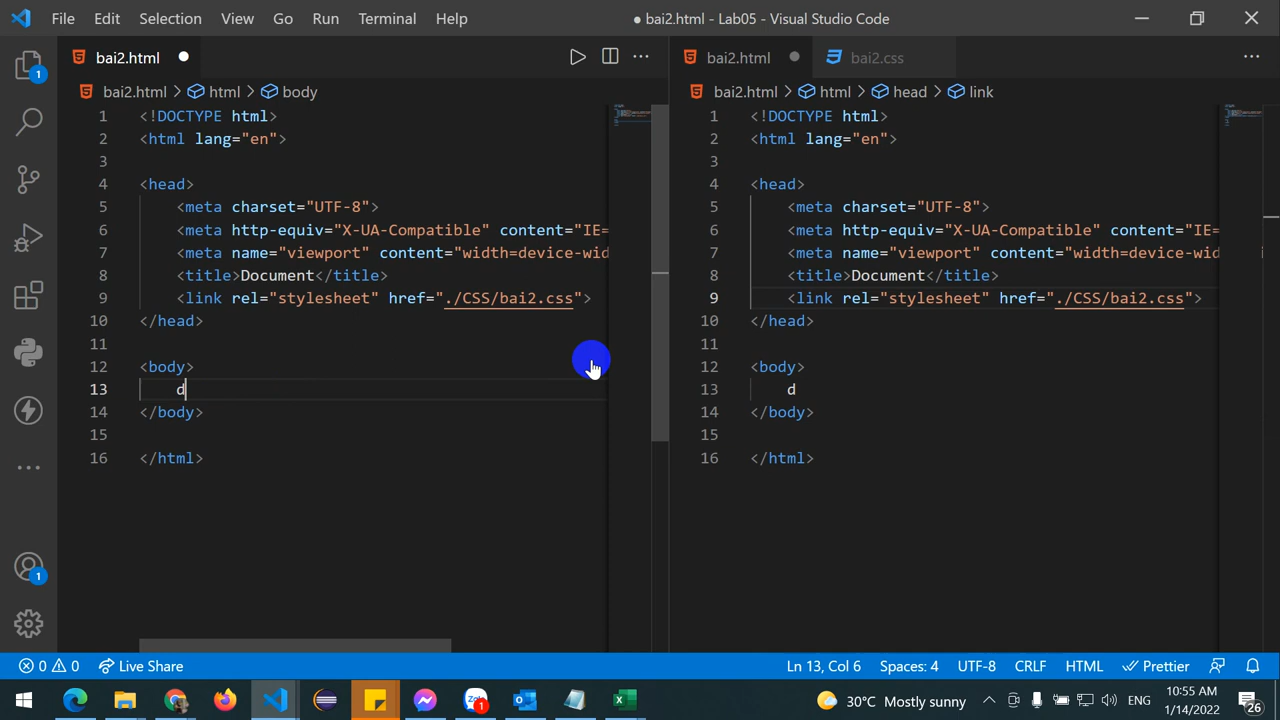 File Edit Selection View Go Run Terminal Help ● bai2.html - Lab05 - Visual Studio Code
bai2.html ●
bai2.html > html > body
1 <!DOCTYPE html>
2 <html lang="en">
3
4 <head>
5 <meta charset="UTF-8">
6 <meta http-equiv="X-UA-Compatible" content="IE=
7 <meta name="viewport" content="width=device-wid
8 <title>Document</title>
9 <link rel="stylesheet" href="./CSS/bai2.css">
10 </head>
11
12 <body>
13 d
14 </body>
15
16 </html>
bai2.html ● bai2.css
bai2.html > html > head > link
1 <!DOCTYPE html>
2 <html lang="en">
3
4 <head>
5 <meta charset="UTF-8">
6 <meta http-equiv="X-UA-Compatible" content="IE=
7 <meta name="viewport" content="width=device-wid
8 <title>Document</title>
9 <link rel="stylesheet" href="./CSS/bai2.css">
10 </head>
11
12 <body>
13 d
14 </body>
15
16 </html>
1
1
0 0 Live Share Ln 13, Col 6 Spaces: 4 UTF-8 CRLF HTML Prettier
1 30°C Mostly sunny ENG
10:55 AM
1/14/2022
26